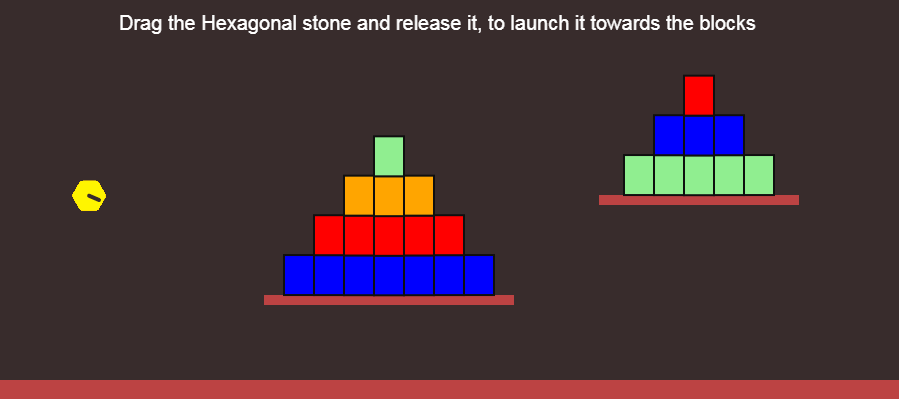 Drag the Hexagonal stone and release it, to launch it towards the blocks